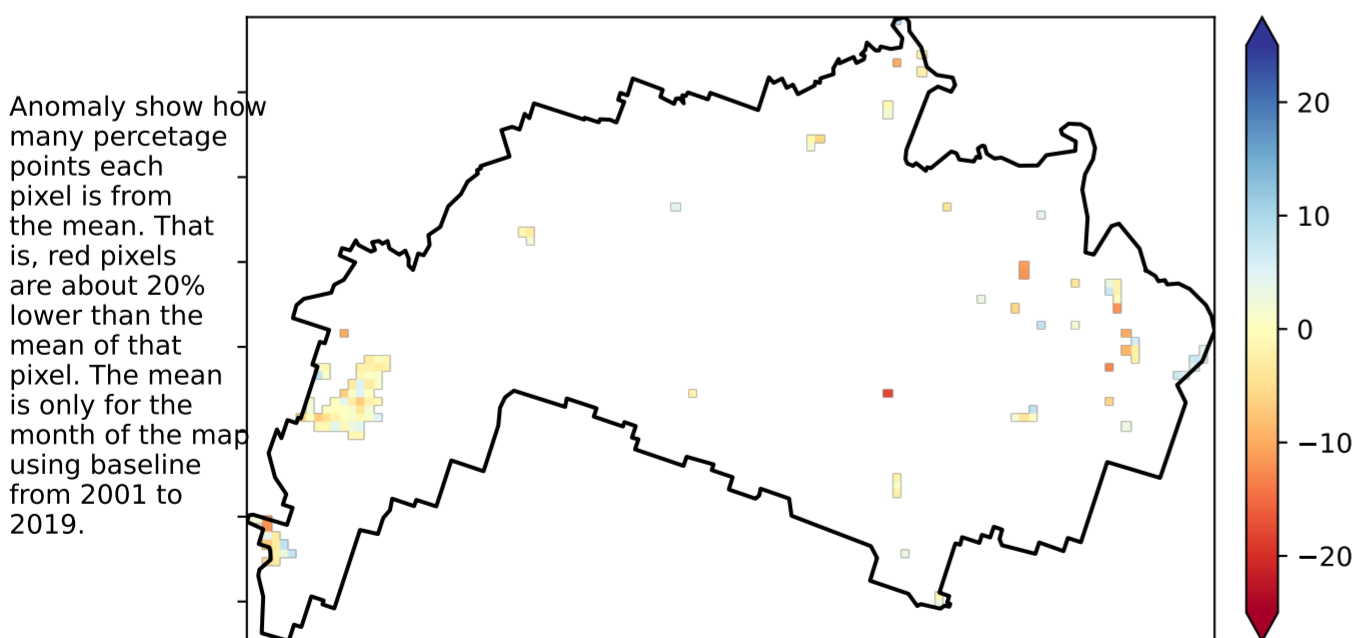 Anomaly show how
many percetage
points each
pixel is from
the mean. That
is, red pixels
are about 20%
lower than the
mean of that
pixel. The mean
is only for the
month of the map
using baseline
from 2001 to
2019.
20
10
0
−10
−20